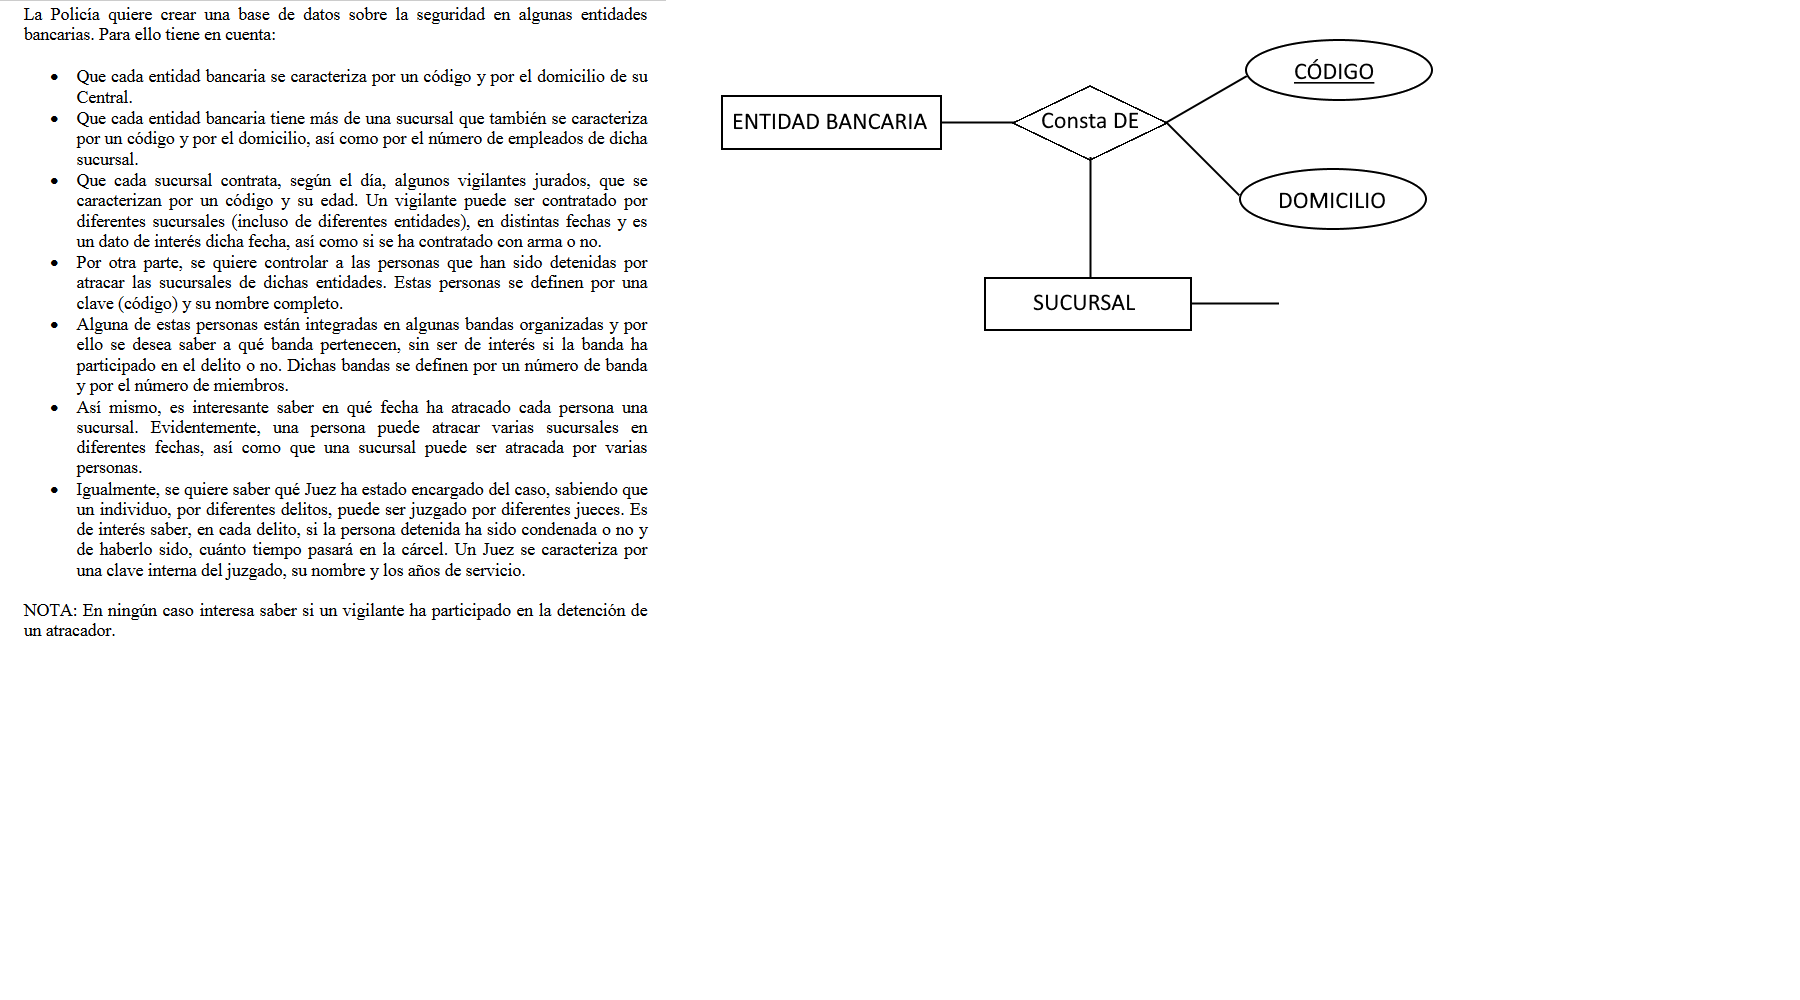 La Policía quiere crear una base de datos sobre la seguridad en algunas entidades
bancarias. Para ello tiene en cuenta:
• Que cada entidad bancaria se caracteriza por un código y por el domicilio de su
Central.
• Que cada entidad bancaria tiene más de una sucursal que también se caracteriza
por un código y por el domicilio, así como por el número de empleados de dicha
sucursal.
• Que cada sucursal contrata, según el día, algunos vigilantes jurados, que se
caracterizan por un código y su edad. Un vigilante puede ser contratado por
diferentes sucursales (incluso de diferentes entidades), en distintas fechas y es
un dato de interés dicha fecha, así como si se ha contratado con arma o no.
• Por otra parte, se quiere controlar a las personas que han sido detenidas por
atracar las sucursales de dichas entidades. Estas personas se definen por una
clave (código) y su nombre completo.
• Alguna de estas personas están integradas en algunas bandas organizadas y por
ello se desea saber a qué banda pertenecen, sin ser de interés si la banda ha
participado en el delito o no. Dichas bandas se definen por un número de banda
y por el número de miembros.
• Así mismo, es interesante saber en qué fecha ha atracado cada persona una
sucursal. Evidentemente, una persona puede atracar varias sucursales en
diferentes fechas, así como que una sucursal puede ser atracada por varias
personas.
• Igualmente, se quiere saber qué Juez ha estado encargado del caso, sabiendo que
un individuo, por diferentes delitos, puede ser juzgado por diferentes jueces. Es
de interés saber, en cada delito, si la persona detenida ha sido condenada o no y
de haberlo sido, cuánto tiempo pasará en la cárcel. Un Juez se caracteriza por
una clave interna del juzgado, su nombre y los años de servicio.
NOTA: En ningún caso interesa saber si un vigilante ha participado en la detención de
un atracador.
CÓDIGO
ENTIDAD BANCARIA
Consta DE
DOMICILIO
SUCURSAL